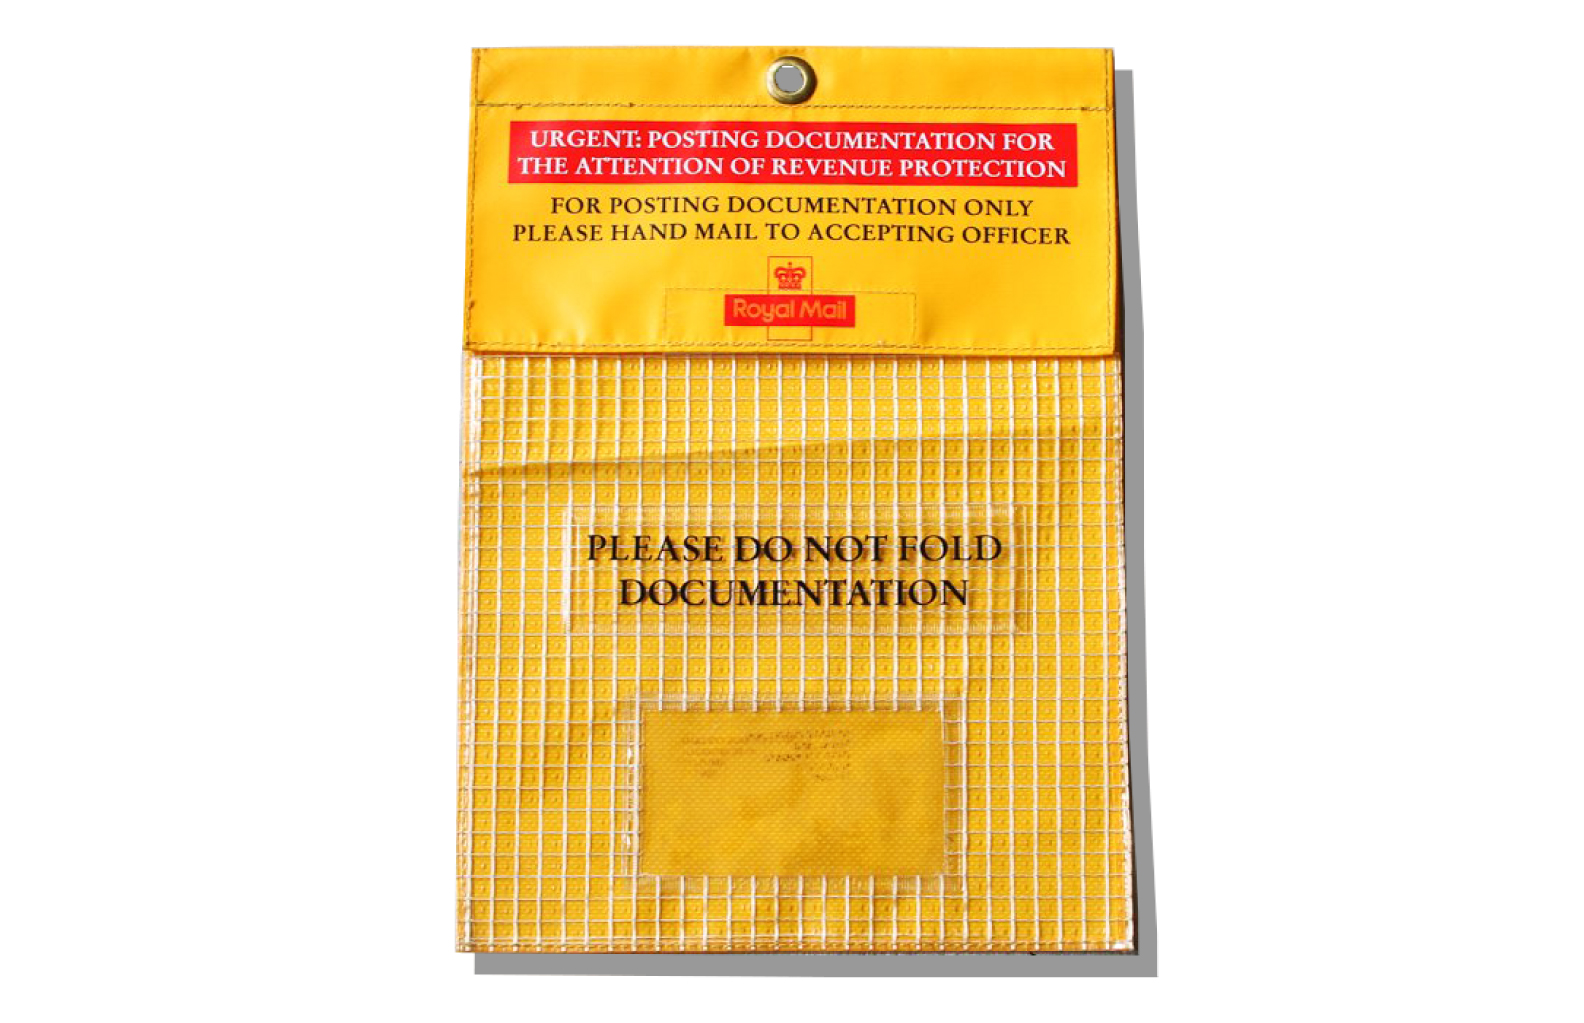 URGENT: POSTING DOCUMENTATION FOR
THE ATTENTION OF REVENUE PROTECTION
FOR POSTING DOCUMENTATION ONLY
PLEASE HAND MAIL TO ACCEPTING OFFICER
Royal Mail
PLEASE DO NOT FOLD
DOCUMENTATION